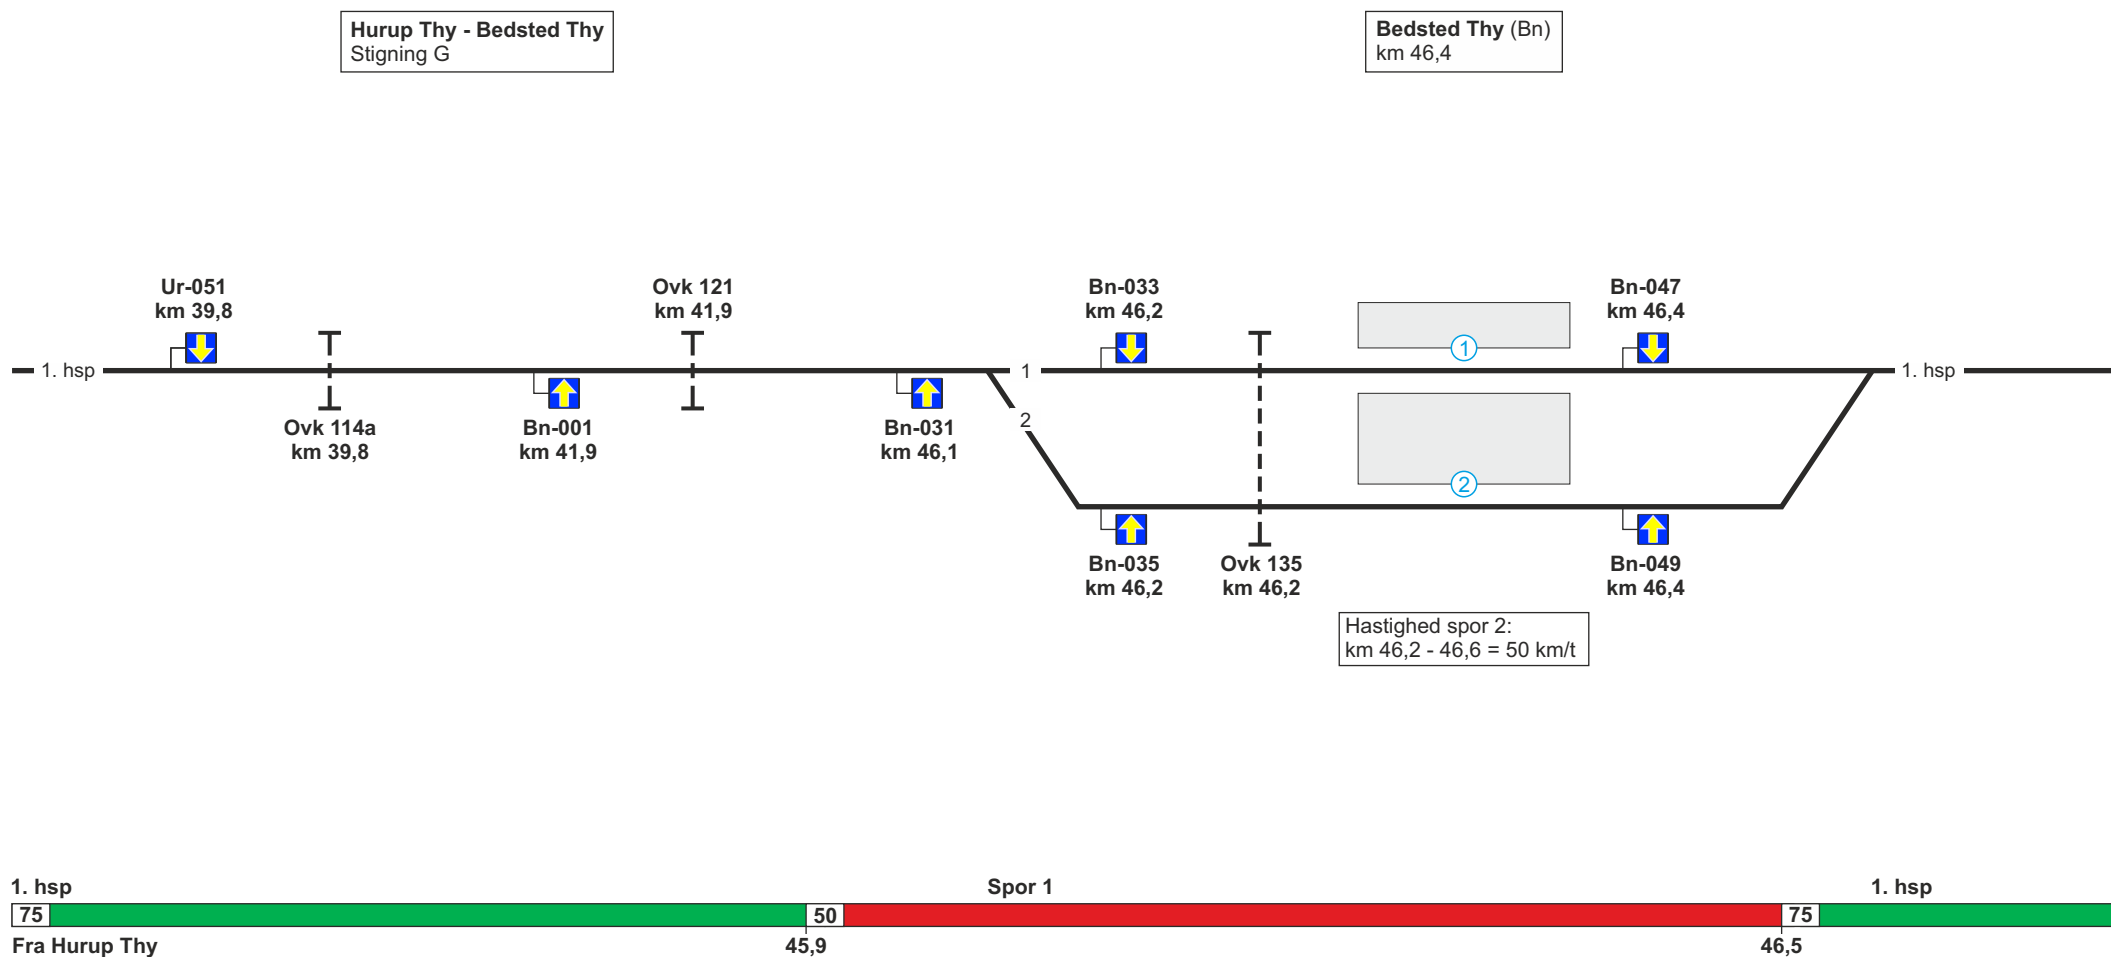 Hurup Thy - Bedsted Thy
Stigning G
Bedsted Thy (Bn)
km 46,4
Ur-051
km 39,8
Ovk 121
km 41,9
Bn-033
km 46,2
Bn-047
km 46,4
1
1. hsp
1
1. hsp
2
Ovk 114a
km 39,8
Bn-001
km 41,9
Bn-031
km 46,1
2
Bn-035
km 46,2
Ovk 135
km 46,2
Bn-049
km 46,4
Hastighed spor 2:
km 46,2 - 46,6 = 50 km/t
1. hsp
Spor 1
1. hsp
75
50
75
Fra Hurup Thy
45,9
46,5